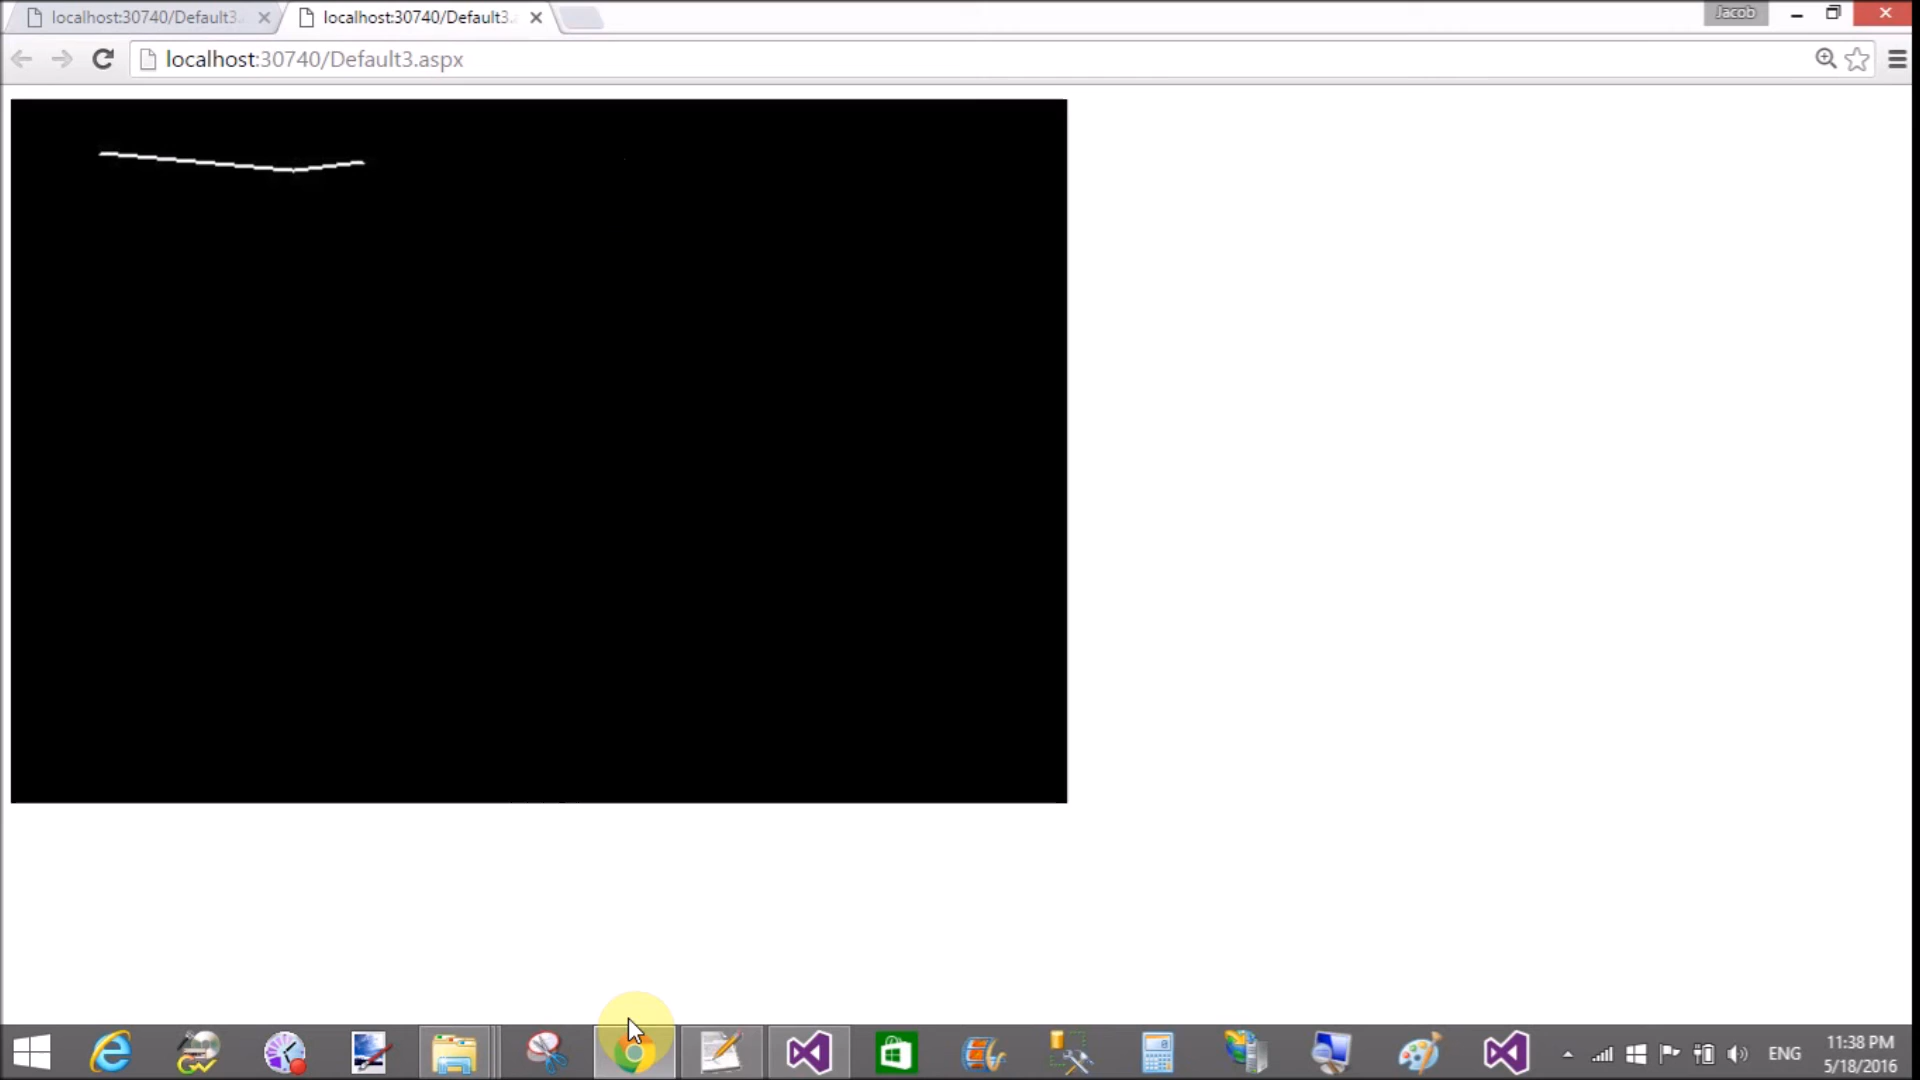 localhost:30740/Default3.
localhost:30740/Default3.
Jacob
localhost:30740/Default3.aspx
ENG
11:38 PM
5/18/2016